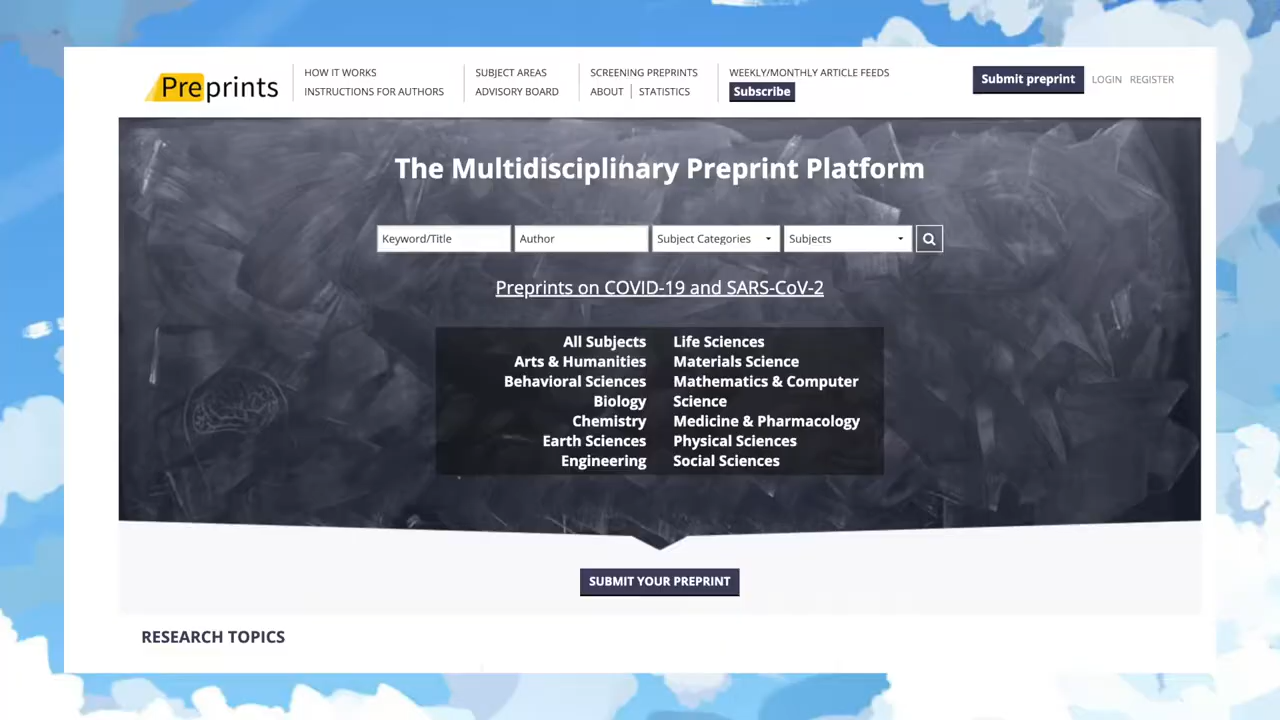 Preprints
HOW IT WORKS
INSTRUCTIONS FOR AUTHORS
SUBJECT AREAS
ADVISORY BOARD
SCREENING PREPRINTS
ABOUT | STATISTICS
WEEKLY/MONTHLY ARTICLE FEEDS
Subscribe
Submit preprint
LOGIN REGISTER
The Multidisciplinary Preprint Platform
Keyword/Title
Author
Subject Categories
Subjects
Preprints on COVID-19 and SARS-CoV-2
All Subjects
Arts & Humanities
Behavioral Sciences
Biology
Chemistry
Earth Sciences
Engineering
Life Sciences
Materials Science
Mathematics & Computer
Science
Medicine & Pharmacology
Physical Sciences
Social Sciences
SUBMIT YOUR PREPRINT
RESEARCH TOPICS